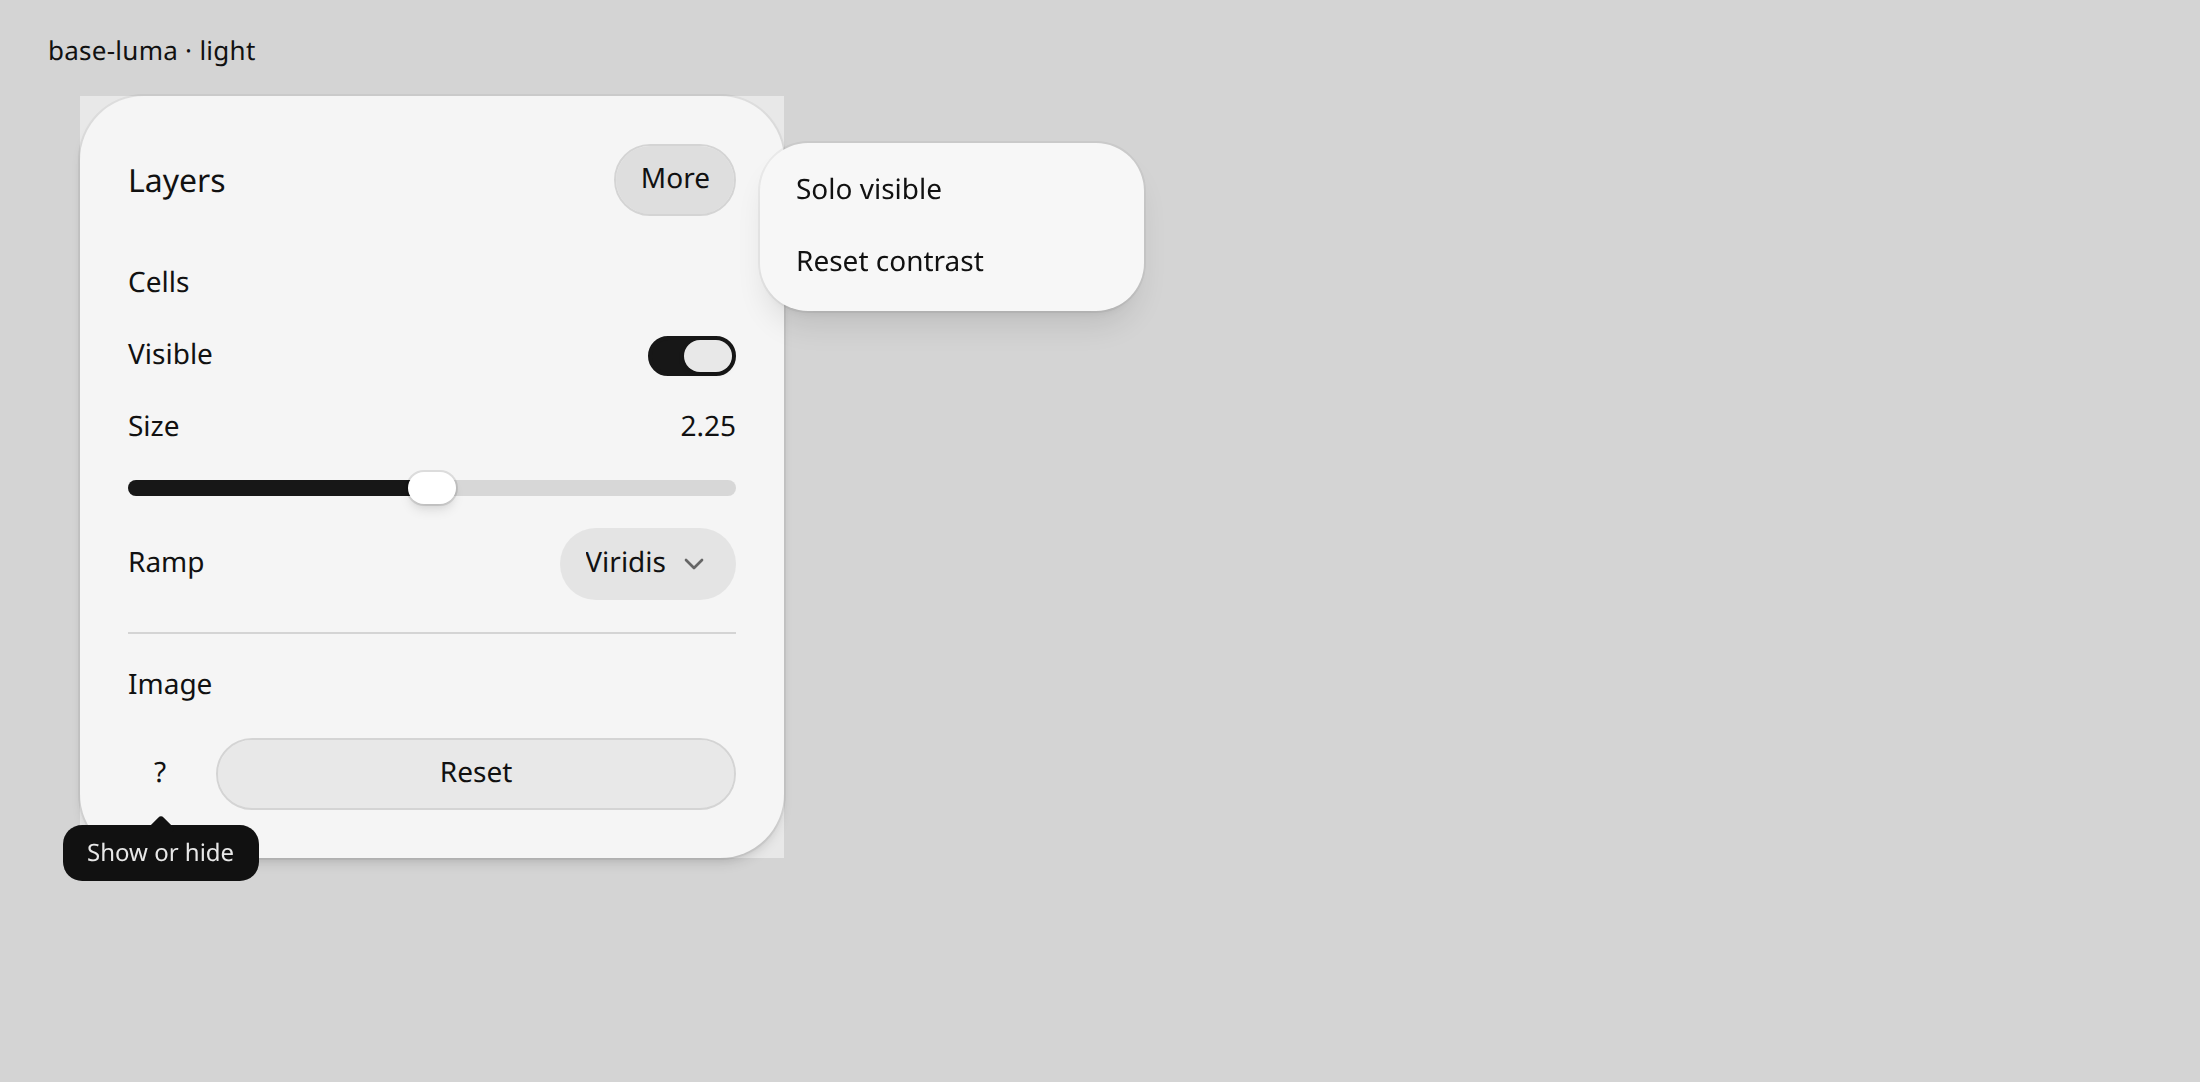 base-luma · light
Layers
More
Solo visible
Reset contrast
Cells
Visible
Size
2.25
Ramp
Viridis
Image
?
Reset
Show or hide